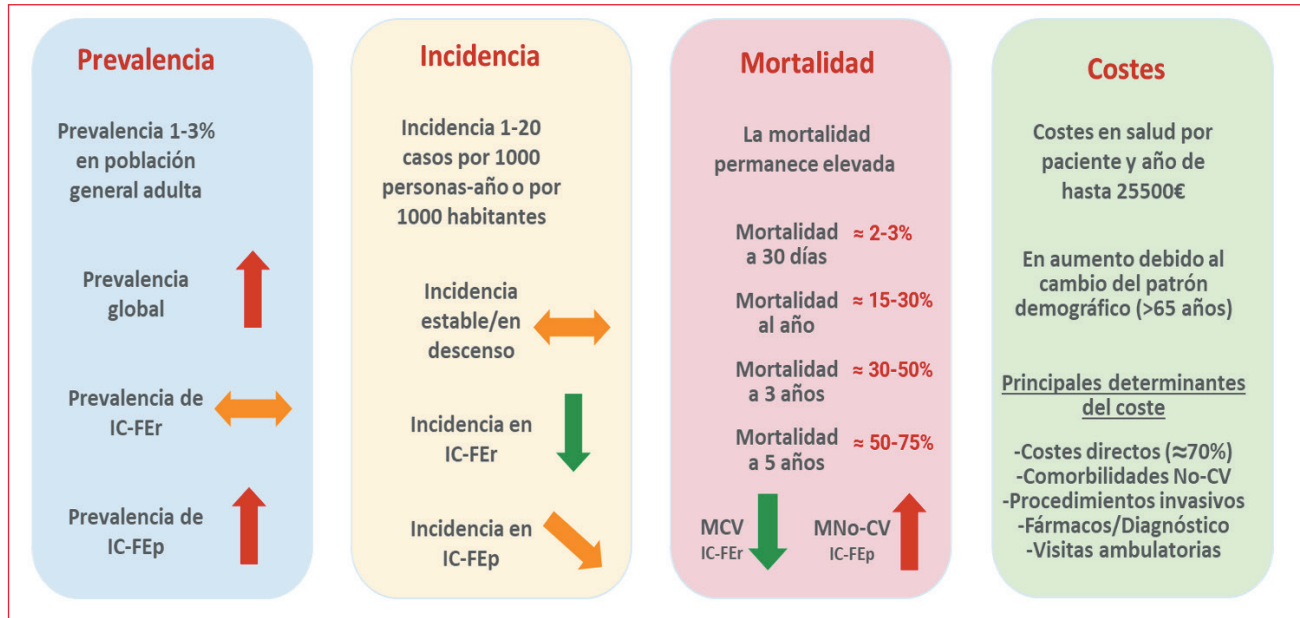 Prevalencia
Prevalencia 1-3%
en población
general adulta
Prevalencia
global
Prevalencia de
IC-FEr
Prevalencia de
IC-FEp
Incidencia
Incidencia 1-20
casos por 1000
personas-año o por
1000 habitantes
Incidencia
estable/en
descenso
Incidencia en
IC-FEr
Incidencia en
IC-FEp
Mortalidad
La mortalidad
permanece elevada
Mortalidad ≈ 2-3%
a 30 días
Mortalidad ≈ 15-30%
al año
Mortalidad ≈ 30-50%
a 3 años
Mortalidad ≈ 50-75%
a 5 años
MCV
IC-FEr
MNo-CV
IC-FEp
Costes
Costes en salud por
paciente y año de
hasta 25500€
En aumento debido al
cambio del patrón
demográfico (>65 años)
Principales determinantes
del coste
-Costes directos (≈70%)
-Comorbilidades No-CV
-Procedimientos invasivos
-Fármacos/Diagnóstico
-Visitas ambulatorias